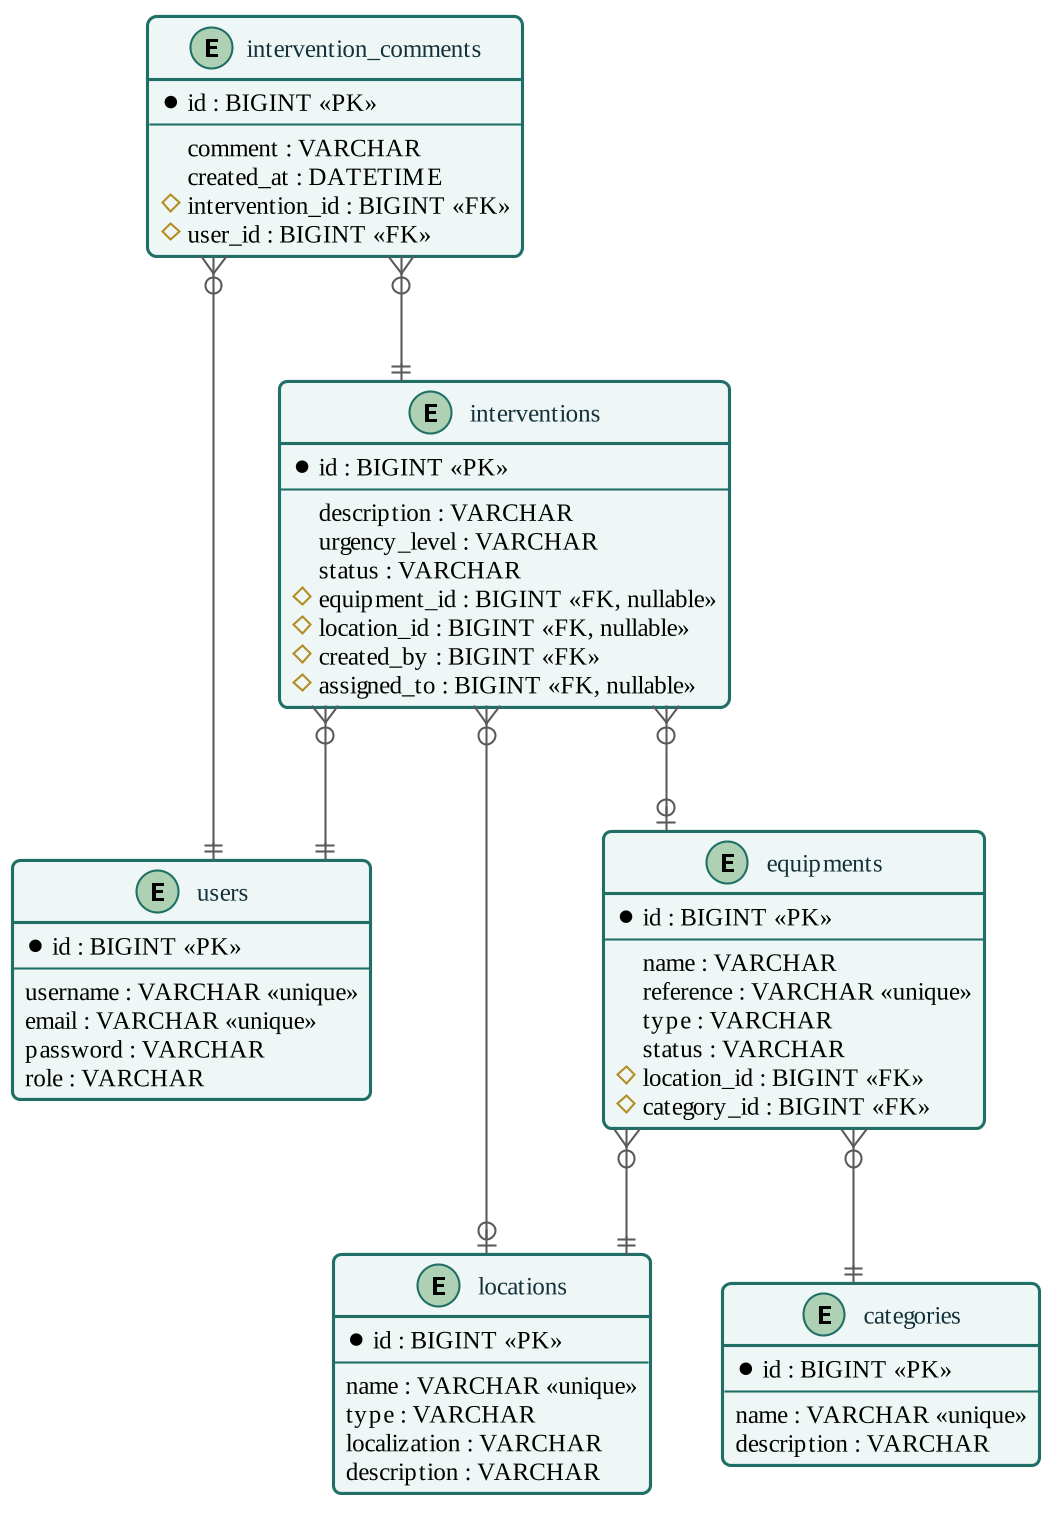 E intervention_comments
id : BIGINT «PK»
comment : VARCHAR
created_at : DATETIME
intervention_id : BIGINT «FK»
user_id : BIGINT «FK»
E interventions
id : BIGINT «PK»
description : VARCHAR
urgency_level : VARCHAR
status : VARCHAR
equipment_id : BIGINT «FK, nullable»
location_id : BIGINT «FK, nullable»
created_by : BIGINT «FK»
assigned_to : BIGINT «FK, nullable»
E users
id : BIGINT «PK»
username : VARCHAR «unique»
email : VARCHAR «unique»
password : VARCHAR
role : VARCHAR
E equipments
id : BIGINT «PK»
name : VARCHAR
reference : VARCHAR «unique»
type : VARCHAR
status : VARCHAR
location_id : BIGINT «FK»
category_id : BIGINT «FK»
E locations
id : BIGINT «PK»
name : VARCHAR «unique»
type : VARCHAR
localization : VARCHAR
description : VARCHAR
E categories
id : BIGINT «PK»
name : VARCHAR «unique»
description : VARCHAR